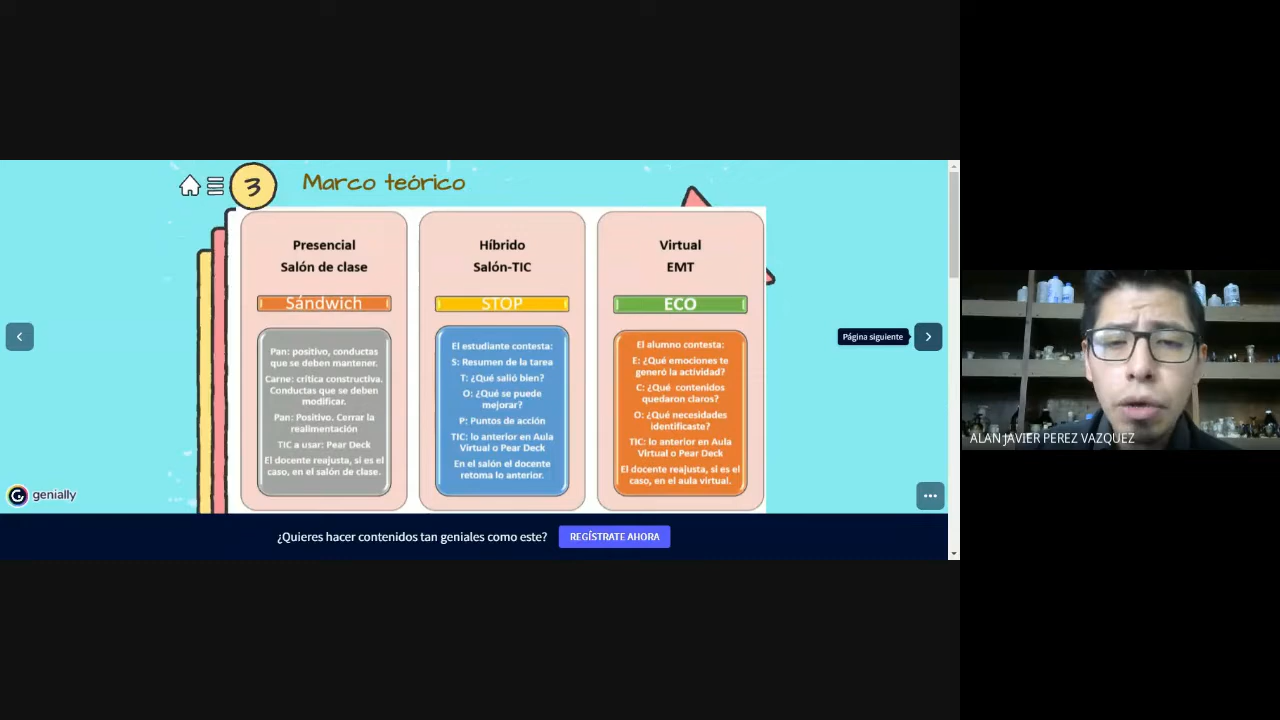 3
Marco teórico
Presencial
Salón de clase
Sándwich
Pan: positivo, conductas
que se deben mantener.
Carne: crítica constructiva.
Conductas que se deben
modificar.
Pan: Positivo. Cerrar la
realimentación
TIC a usar: Pear Deck
El docente reajusta, si es el
caso, en el salón de clase.
Híbrido
Salón-TIC
STOP
El estudiante contesta:
S: Resumen de la tarea
T: ¿Qué salió bien?
O: ¿Qué se puede
mejorar?
P: Puntos de acción
TIC: lo anterior en Aula
Virtual o Pear Deck
En el salón el docente
retoma lo anterior.
Virtual
EMT
ECO
El alumno contesta:
E: ¿Qué emociones te
generó la actividad?
C: ¿Qué contenidos
quedaron claros?
O: ¿Qué necesidades
identificaste?
TIC: lo anterior en Aula
Virtual o Pear Deck
El docente reajusta, si es el
caso, en el aula virtual.
Página siguiente
genially
¿Quieres hacer contenidos tan geniales como este?
REGÍSTRATE AHORA
ALAN JAVIER PEREZ VAZQUEZ